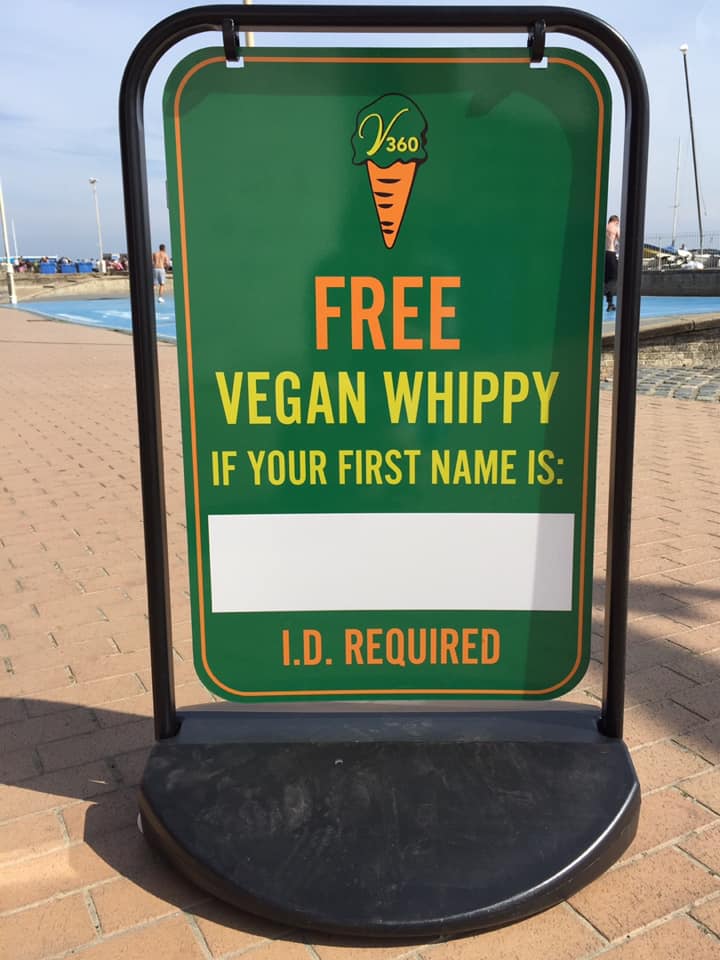 V360
FREE
VEGAN WHIPPY
IF YOUR FIRST NAME IS:
I.D. REQUIRED